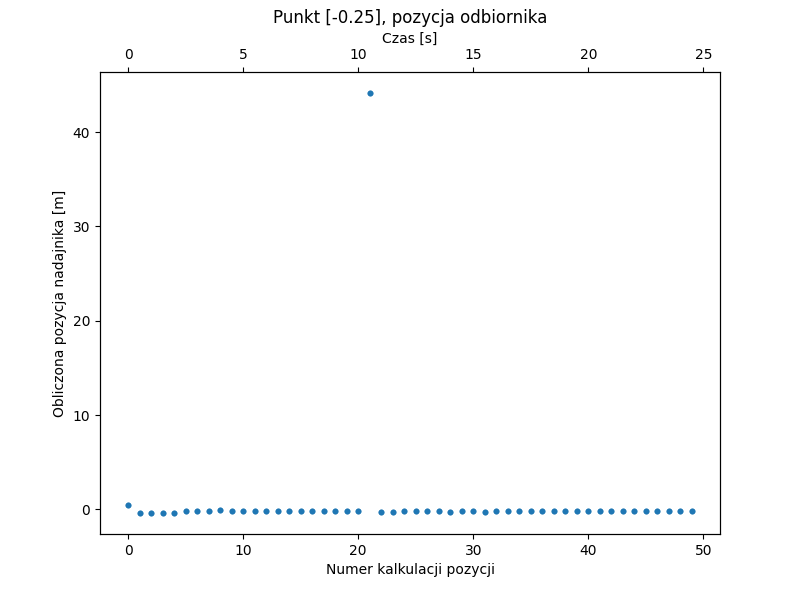 Punkt [-0.25], pozycja odbiornika
Czas [s]
0 5 10 15 20 25
Obliczona pozycja nadajnika [m]
40
30
20
10
0
0 10 20 30 40 50
Numer kalkulacji pozycji